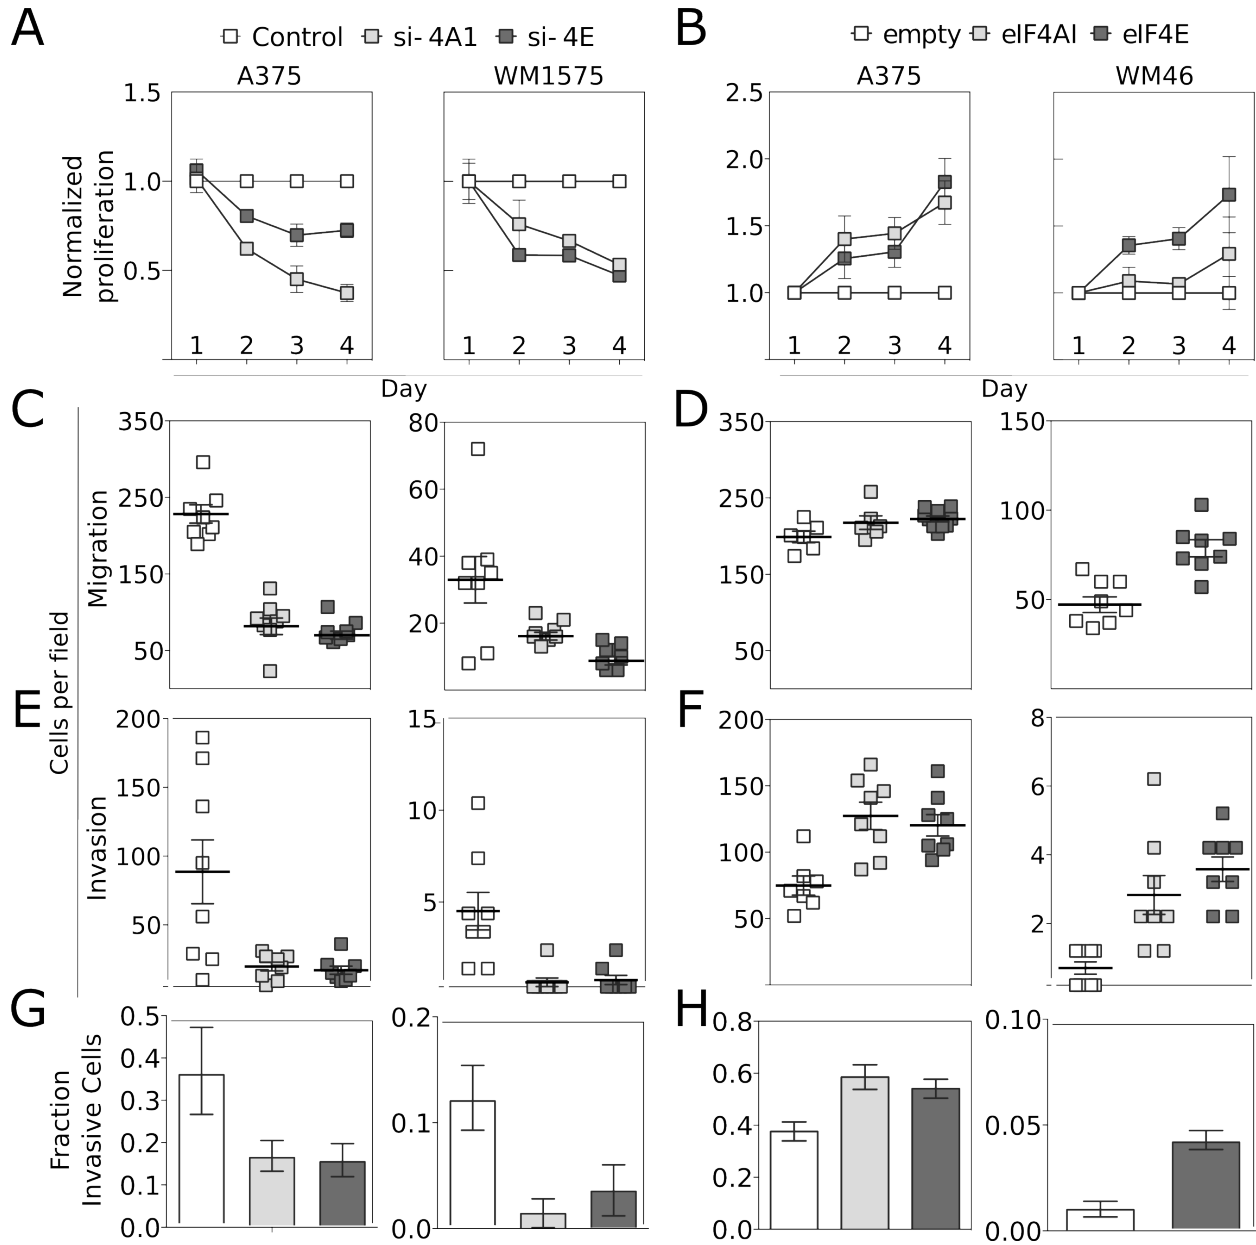 A
Control si-4A1 si-4E
A375 WM1575
Normalized
proliferation
1.5
1.0
0.5
1 2 3 4
1 2 3 4
Day
B
empty eIF4AI eIF4E
A375 WM46
2.5
2.0
1.5
1.0
1 2 3 4
1 2 3 4
Day
Cells per field
C
Migration
350
250
150
50
80
60
40
20
D
350
250
150
50
150
100
50
E
Invasion
200
150
100
50
15
10
5
F
200
150
100
50
8
6
4
2
G
Fraction
Invasive Cells
0.5
0.4
0.3
0.2
0.1
0.0
0.2
0.1
0.0
H
0.8
0.6
0.4
0.2
0.0
0.10
0.05
0.00